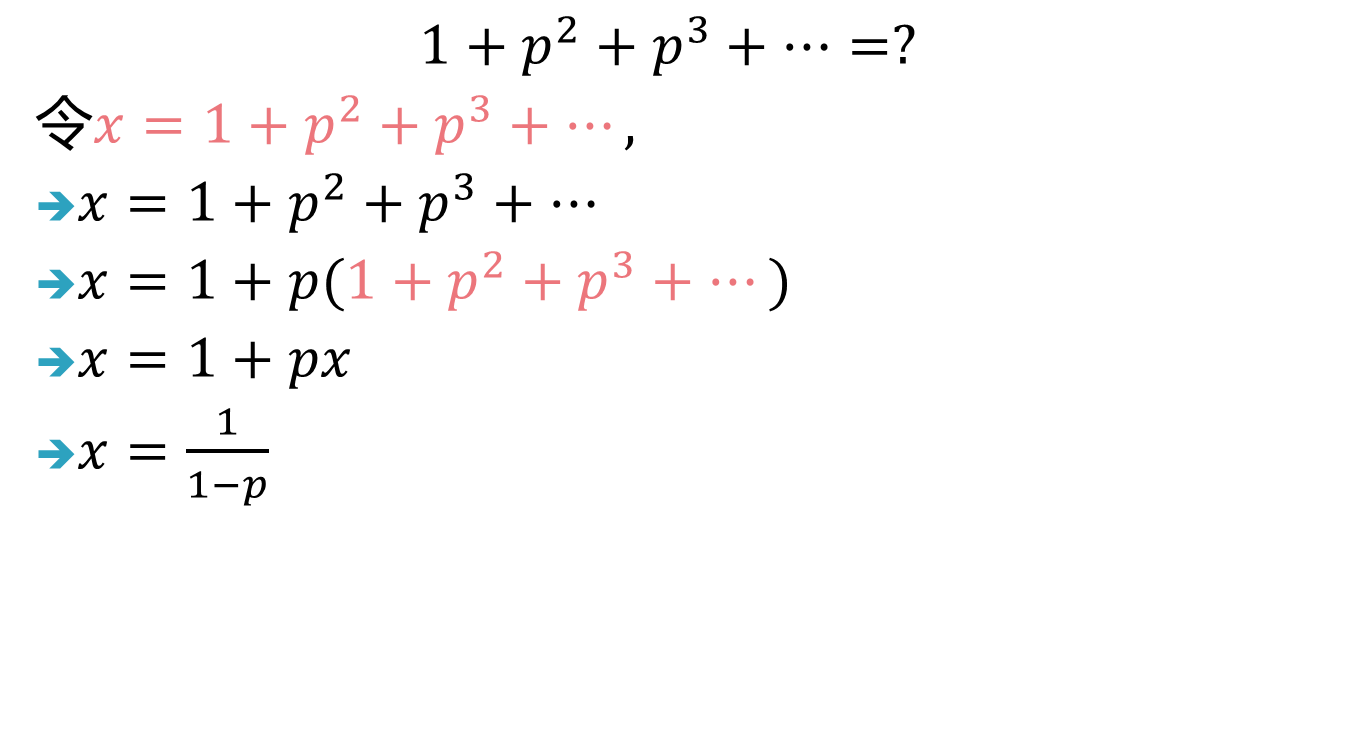 1 + p² + p³ + ⋯ =?
令x = 1 + p² + p³ + ⋯ ,
➔x = 1 + p² + p³ + ⋯
➔x = 1 + p(1 + p² + p³ + ⋯ )
➔x = 1 + px
➔x = \frac{1}{1−p}